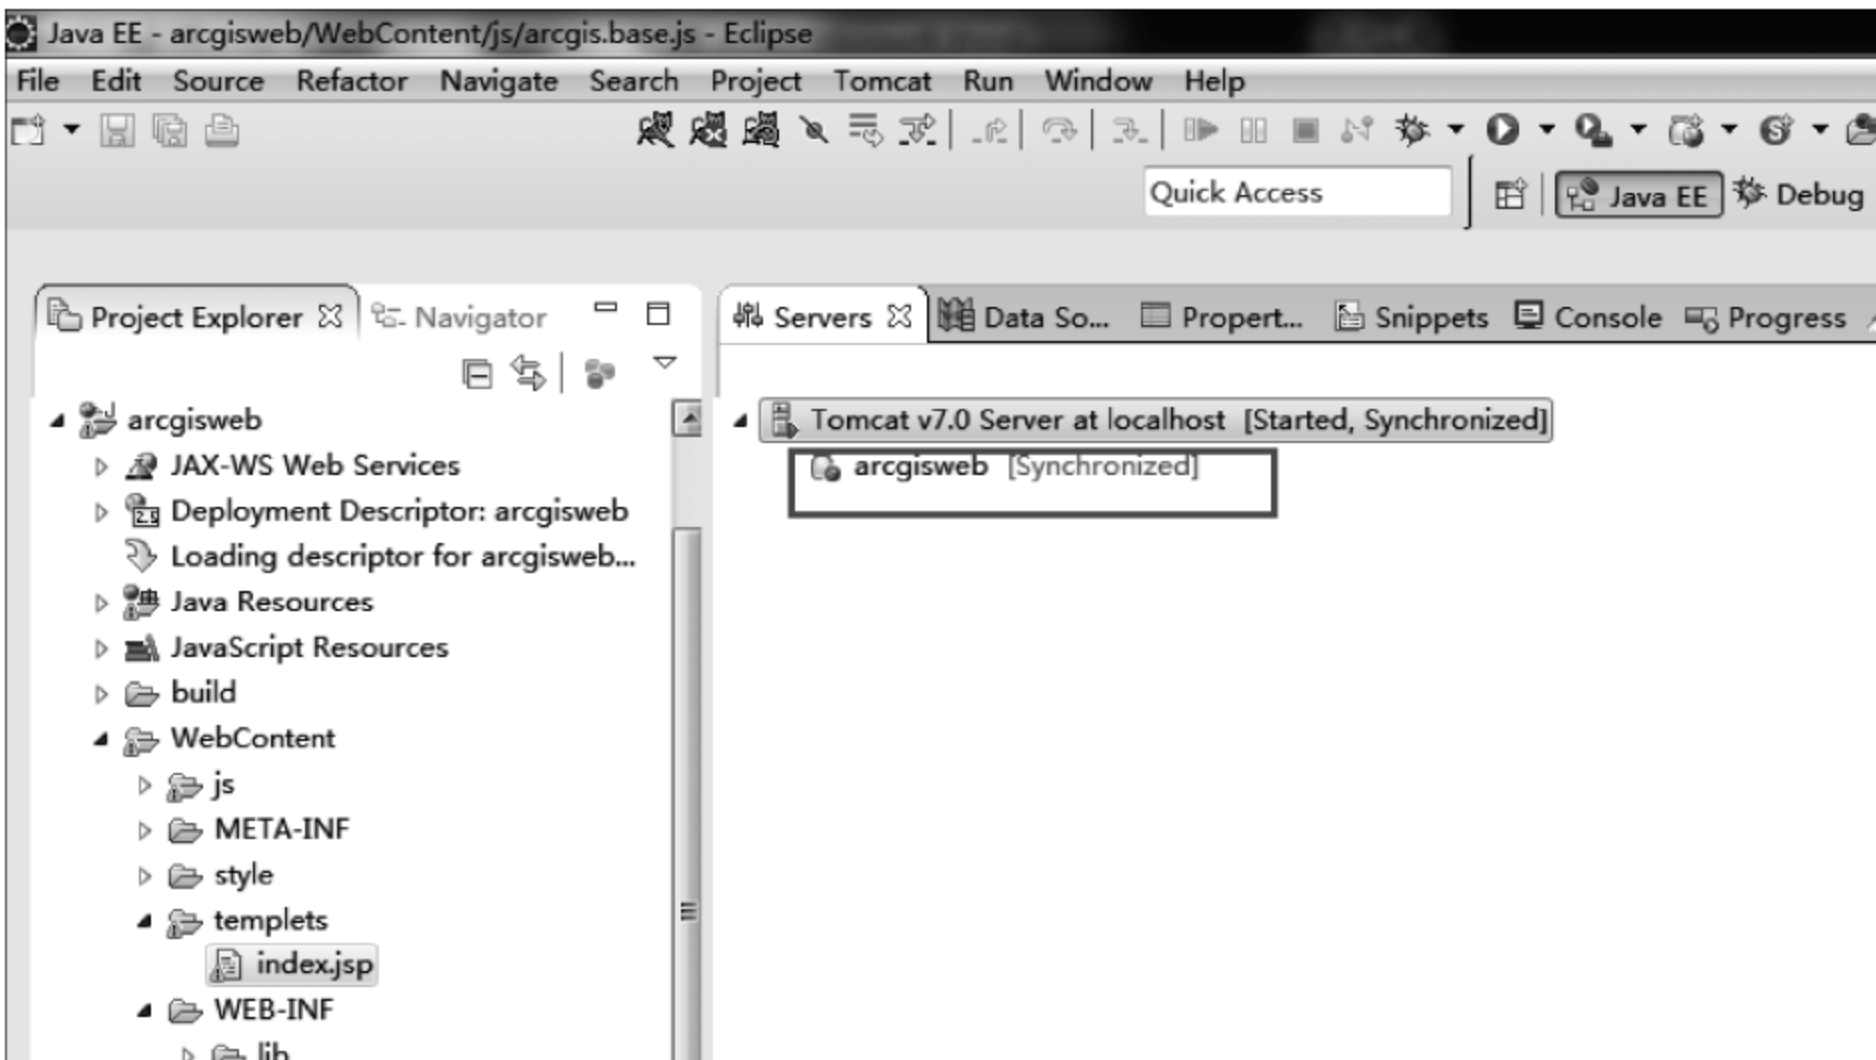 Java EE - arcgisweb/WebContent/js/arcgis.base.js - Eclipse
File Edit Source Refactor Navigate Search Project Tomcat Run Window Help
Quick Access Java EE Debug
Project Explorer Navigator
Servers Data So... Propert... Snippets Console Progress
arcgisweb
JAX-WS Web Services
2.5 Deployment Descriptor: arcgisweb
Loading descriptor for arcgisweb...
Java Resources
JavaScript Resources
build
WebContent
js
META-INF
style
templets
index.jsp
WEB-INF
lib
Tomcat v7.0 Server at localhost [Started, Synchronized]
arcgisweb [Synchronized]